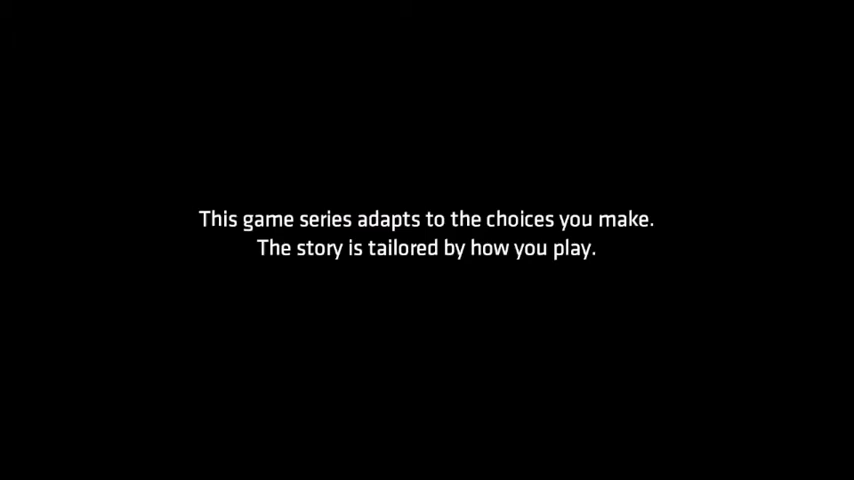 This game series adapts to the choices you make.
The story is tailored by how you play.